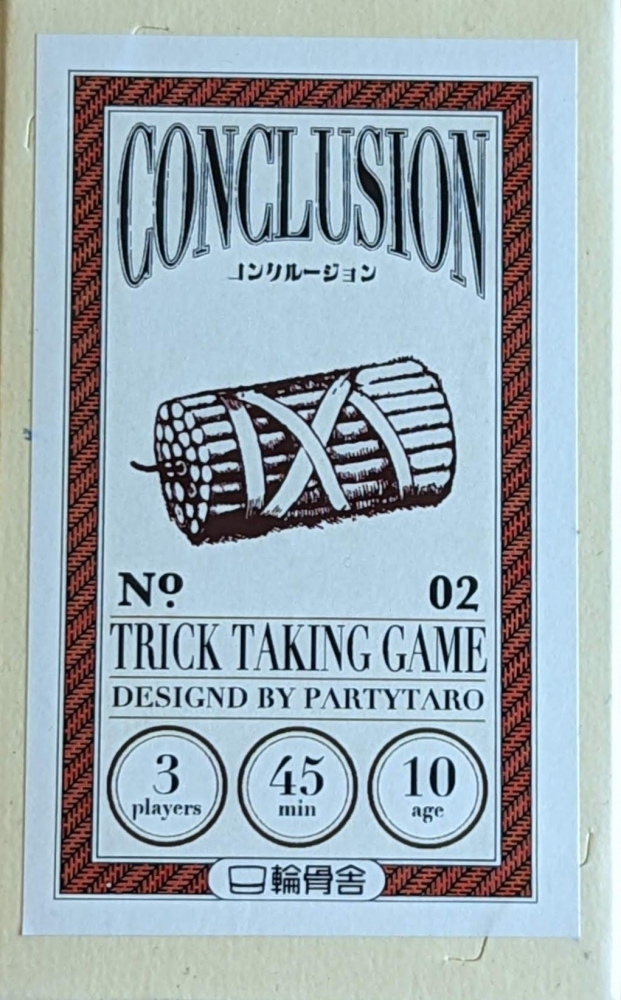 CONCLUSION
コンクルージョン
Nº 02
TRICK TAKING GAME
DESIGND BY PARTYTARO
3 players
45 min
10 age
輪骨舎